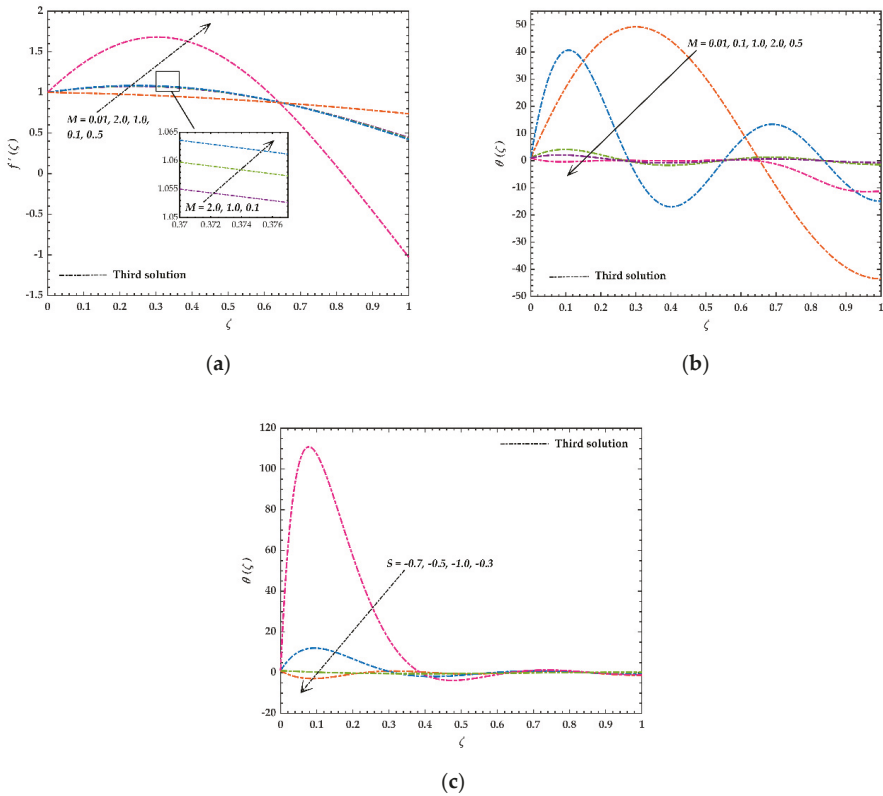 2
1.5
1
0.5
0
-0.5
-1
-1.5
f ′(ζ)
M = 0.01, 2.0, 1.0,
0.1, 0..5
1.065
1.06
1.055
1.05
M = 2.0, 1.0, 0.1
0.37 0.372 0.374 0.376
Third solution
0 0.1 0.2 0.3 0.4 0.5 0.6 0.7 0.8 0.9 1
ζ
(a)
50
40
30
20
10
0
-10
-20
-30
-40
-50
θ(ζ)
M = 0.01, 0.1, 1.0, 2.0, 0.5
Third solution
0 0.1 0.2 0.3 0.4 0.5 0.6 0.7 0.8 0.9 1
ζ
(b)
120
100
80
60
40
20
0
-20
θ(ζ)
Third solution
S = -0.7, -0.5, -1.0, -0.3
0 0.1 0.2 0.3 0.4 0.5 0.6 0.7 0.8 0.9 1
ζ
(c)